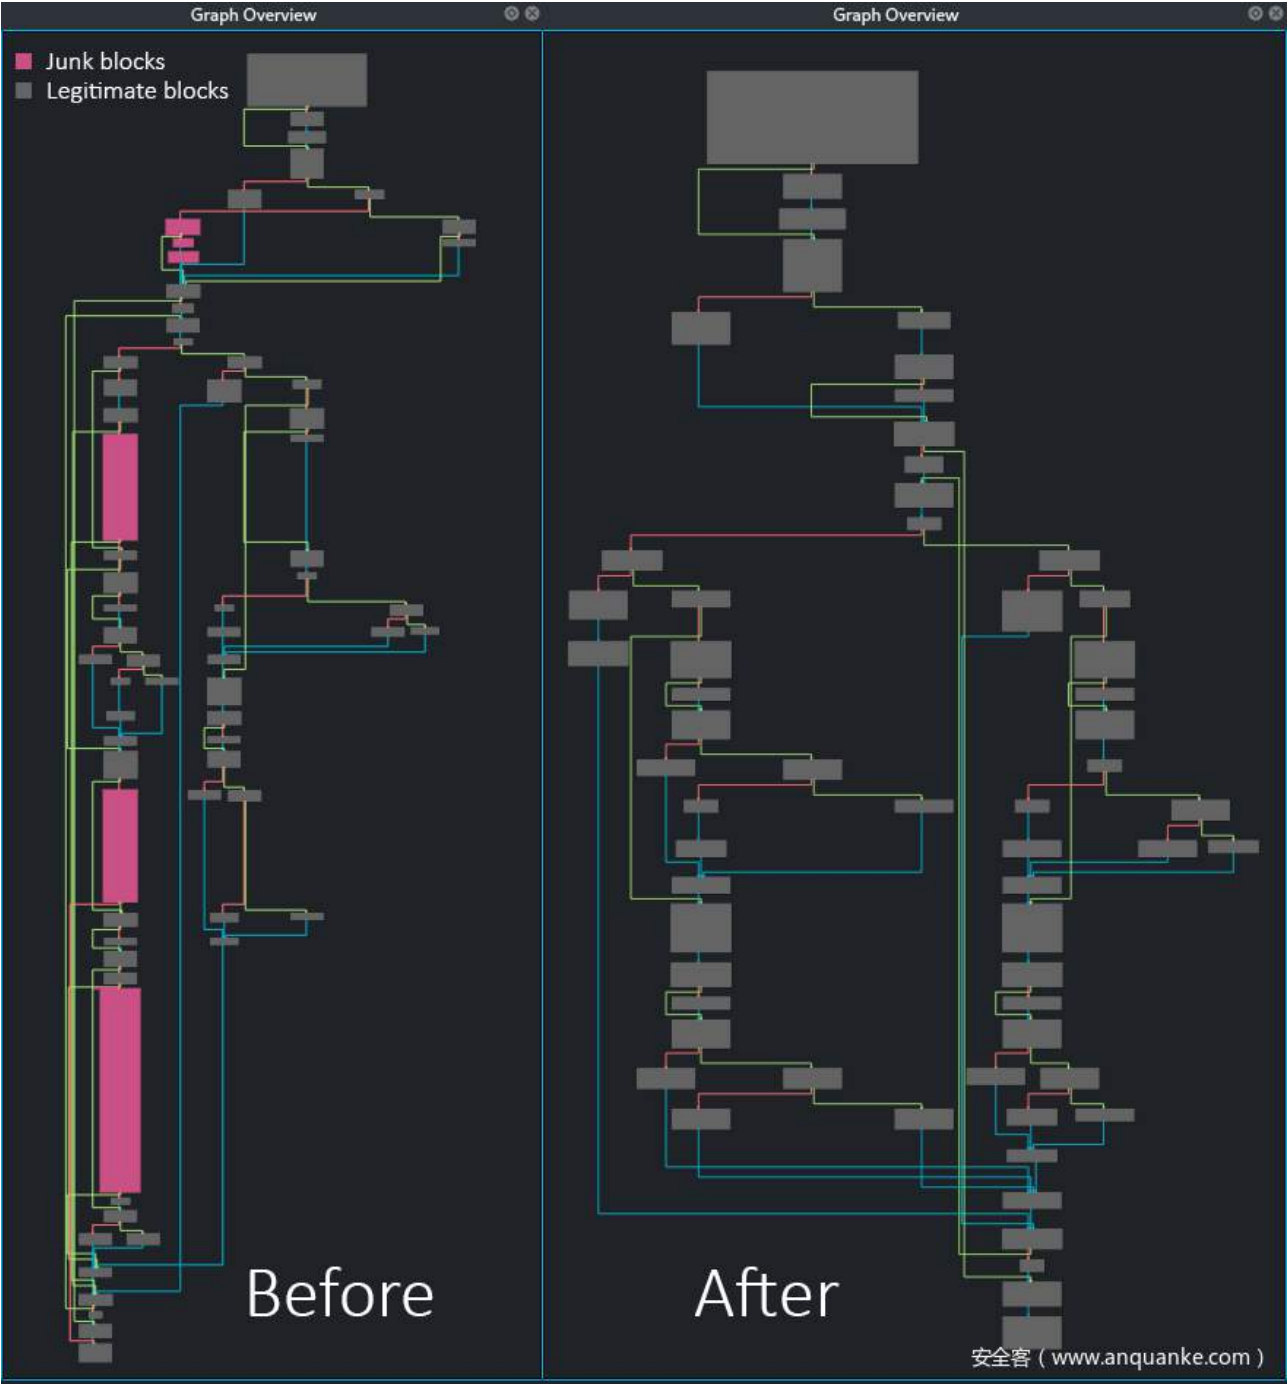 Graph Overview
Graph Overview
Junk blocks
Legitimate blocks
Before
After
安全客（www.anquanke.com）